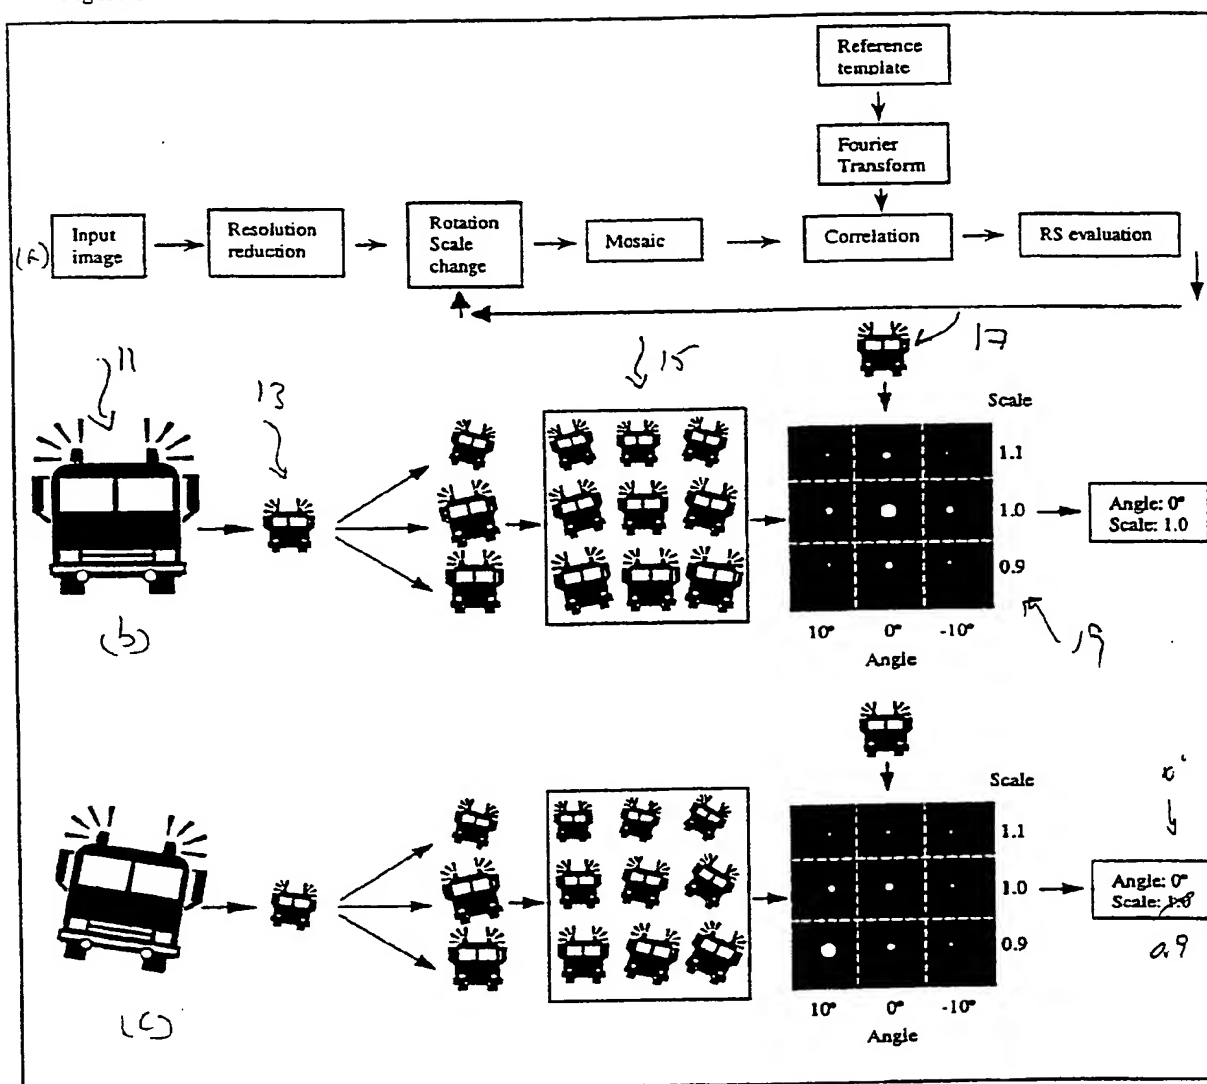 Reference
template
Fourier
Transform
(A)
Input
image
Resolution
reduction
Rotation
Scale
change
Mosaic
Correlation
RS evaluation
11
13
15
17
Scale
1.1
1.0
0.9
10° 0° -10°
Angle
19
Angle: 0°
Scale: 1.0
(b)
Scale
1.1
1.0
0.9
10° 0° -10°
Angle
Angle: 0°
Scale: 1.0
0.9
(c)